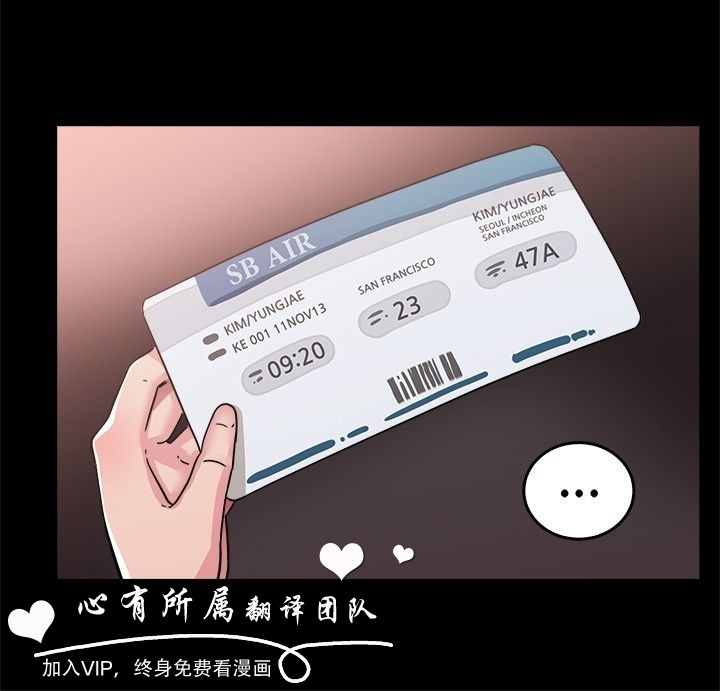 SB AIR
KIM/YUNGJAE
KE 001 11NOV13
09:20
SAN FRANCISCO
23
KIM/YUNGJAE
SEOUL / INCHEON
SAN FRANCISCO
47A
...
心有所属翻译团队
加入VIP，终身免费看漫画